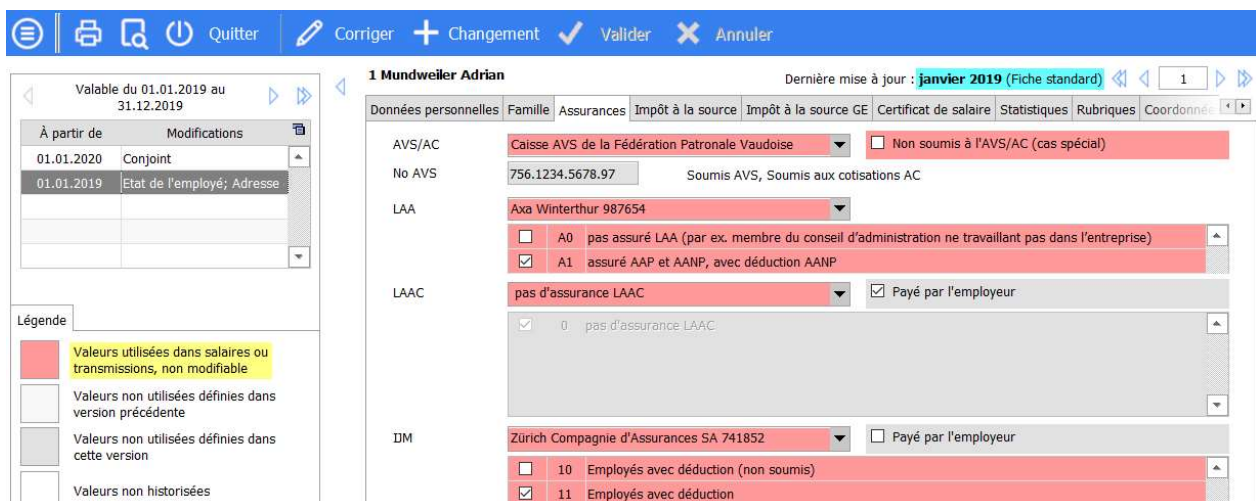 Quitter Corriger Changement Valider Annuler
Valable du 01.01.2019 au
31.12.2019
À partir de Modifications
01.01.2020 Conjoint
01.01.2019 Etat de l'employé; Adresse
Légende
Valeurs utilisées dans salaires ou
transmissions, non modifiable
Valeurs non utilisées définies dans
version précédente
Valeurs non utilisées définies dans
cette version
Valeurs non historisées
1 Mundweiler Adrian
Dernière mise à jour : janvier 2019 (Fiche standard) 1
Données personnelles Famille Assurances Impôt à la source Impôt à la source GE Certificat de salaire Statistiques Rubriques Coordonnée
AVS/AC Caisse AVS de la Fédération Patronale Vaudoise Non soumis à l'AVS/AC (cas spécial)
No AVS 756.1234.5678.97 Soumis AVS, Soumis aux cotisations AC
LAA Axa Winterthur 987654
A0 pas assuré LAA (par ex. membre du conseil d'administration ne travaillant pas dans l'entreprise)
A1 assuré AAP et AANP, avec déduction AANP
LAAC pas d'assurance LAAC Payé par l'employeur
0 pas d'assurance LAAC
IJM Zürich Compagnie d'Assurances SA 741852 Payé par l'employeur
10 Employés avec déduction (non soumis)
11 Employés avec déduction